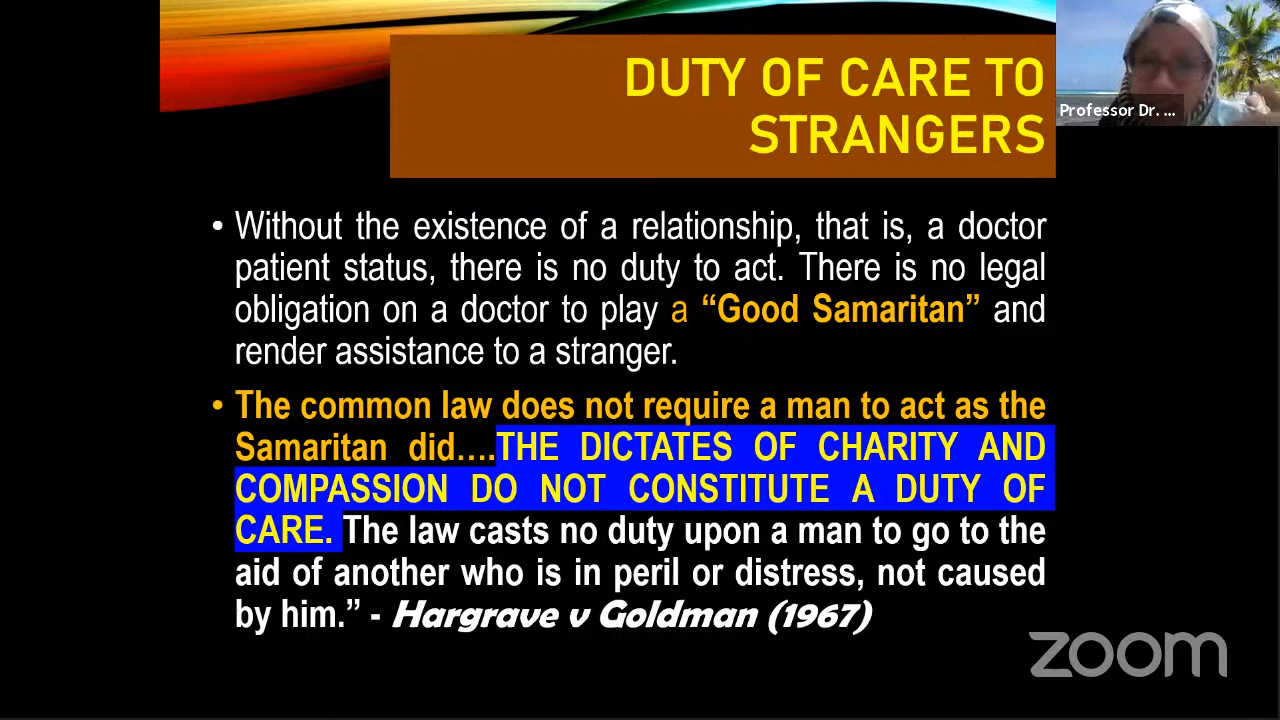 DUTY OF CARE TO
STRANGERS
Professor Dr. ...
• Without the existence of a relationship, that is, a doctor
patient status, there is no duty to act. There is no legal
obligation on a doctor to play a “Good Samaritan” and
render assistance to a stranger.
• The common law does not require a man to act as the
Samaritan did….THE DICTATES OF CHARITY AND
COMPASSION DO NOT CONSTITUTE A DUTY OF
CARE. The law casts no duty upon a man to go to the
aid of another who is in peril or distress, not caused
by him.” - Hargrave v Goldman (1967)
zoom